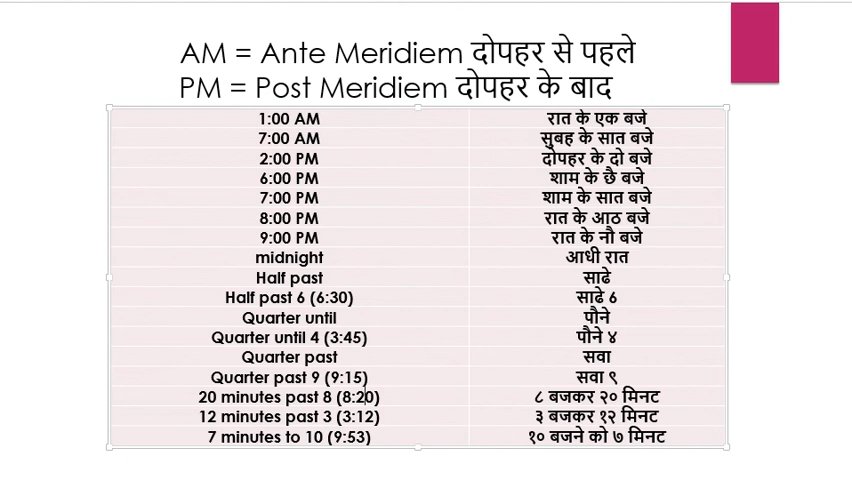 AM = Ante Meridiem दोपहर से पहले
PM = Post Meridiem दोपहर के बाद
1:00 AM रात के एक बजे
7:00 AM सुबह के सात बजे
2:00 PM दोपहर के दो बजे
6:00 PM शाम के छै बजे
7:00 PM शाम के सात बजे
8:00 PM रात के आठ बजे
9:00 PM रात के नौ बजे
midnight आधी रात
Half past साढे
Half past 6 (6:30) साढे 6
Quarter until पौने
Quarter until 4 (3:45) पौने ४
Quarter past सवा
Quarter past 9 (9:15) सवा ९
20 minutes past 8 (8:20) ८ बजकर २० मिनट
12 minutes past 3 (3:12) ३ बजकर १२ मिनट
7 minutes to 10 (9:53) १० बजने को ७ मिनट